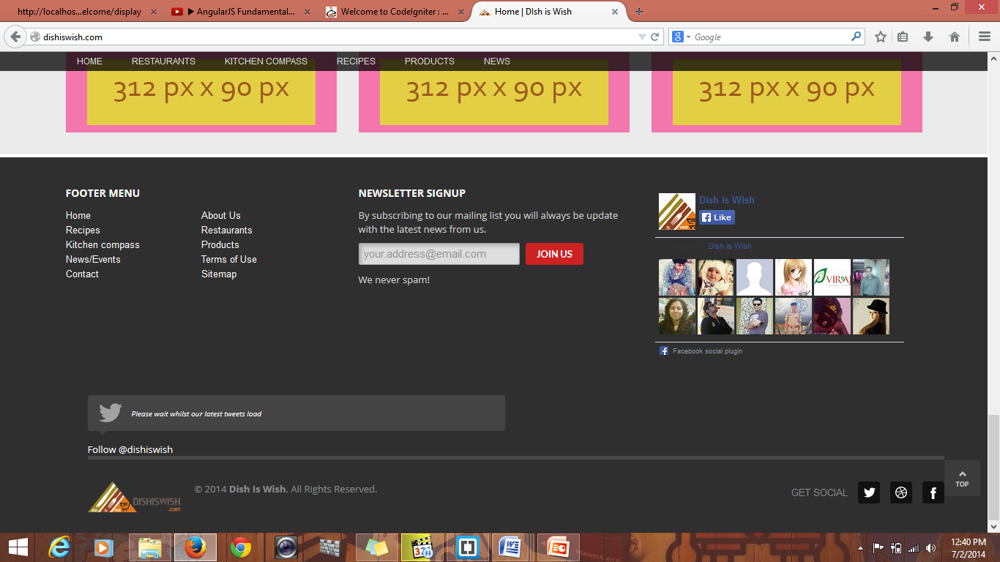 http://localhos...elcome/display
▶ AngularJS Fundamental...
Welcome to CodeIgniter : ...
Home | DIsh is Wish
dishiswish.com
Google
HOME RESTAURANTS KITCHEN COMPASS RECIPES PRODUCTS NEWS
312 px x 90 px
312 px x 90 px
312 px x 90 px
FOOTER MENU
Home
Recipes
Kitchen compass
News/Events
Contact
About Us
Restaurants
Products
Terms of Use
Sitemap
NEWSLETTER SIGNUP
By subscribing to our mailing list you will always be update
with the latest news from us.
your.address@email.com
JOIN US
We never spam!
Dish is Wish
Like
Dish is Wish
VIRA
Facebook social plugin
Please wait whilst our latest tweets load
Follow @dishiswish
DISHISWISH
.com
© 2014 Dish Is Wish. All Rights Reserved.
GET SOCIAL
TOP
12:40 PM
7/2/2014